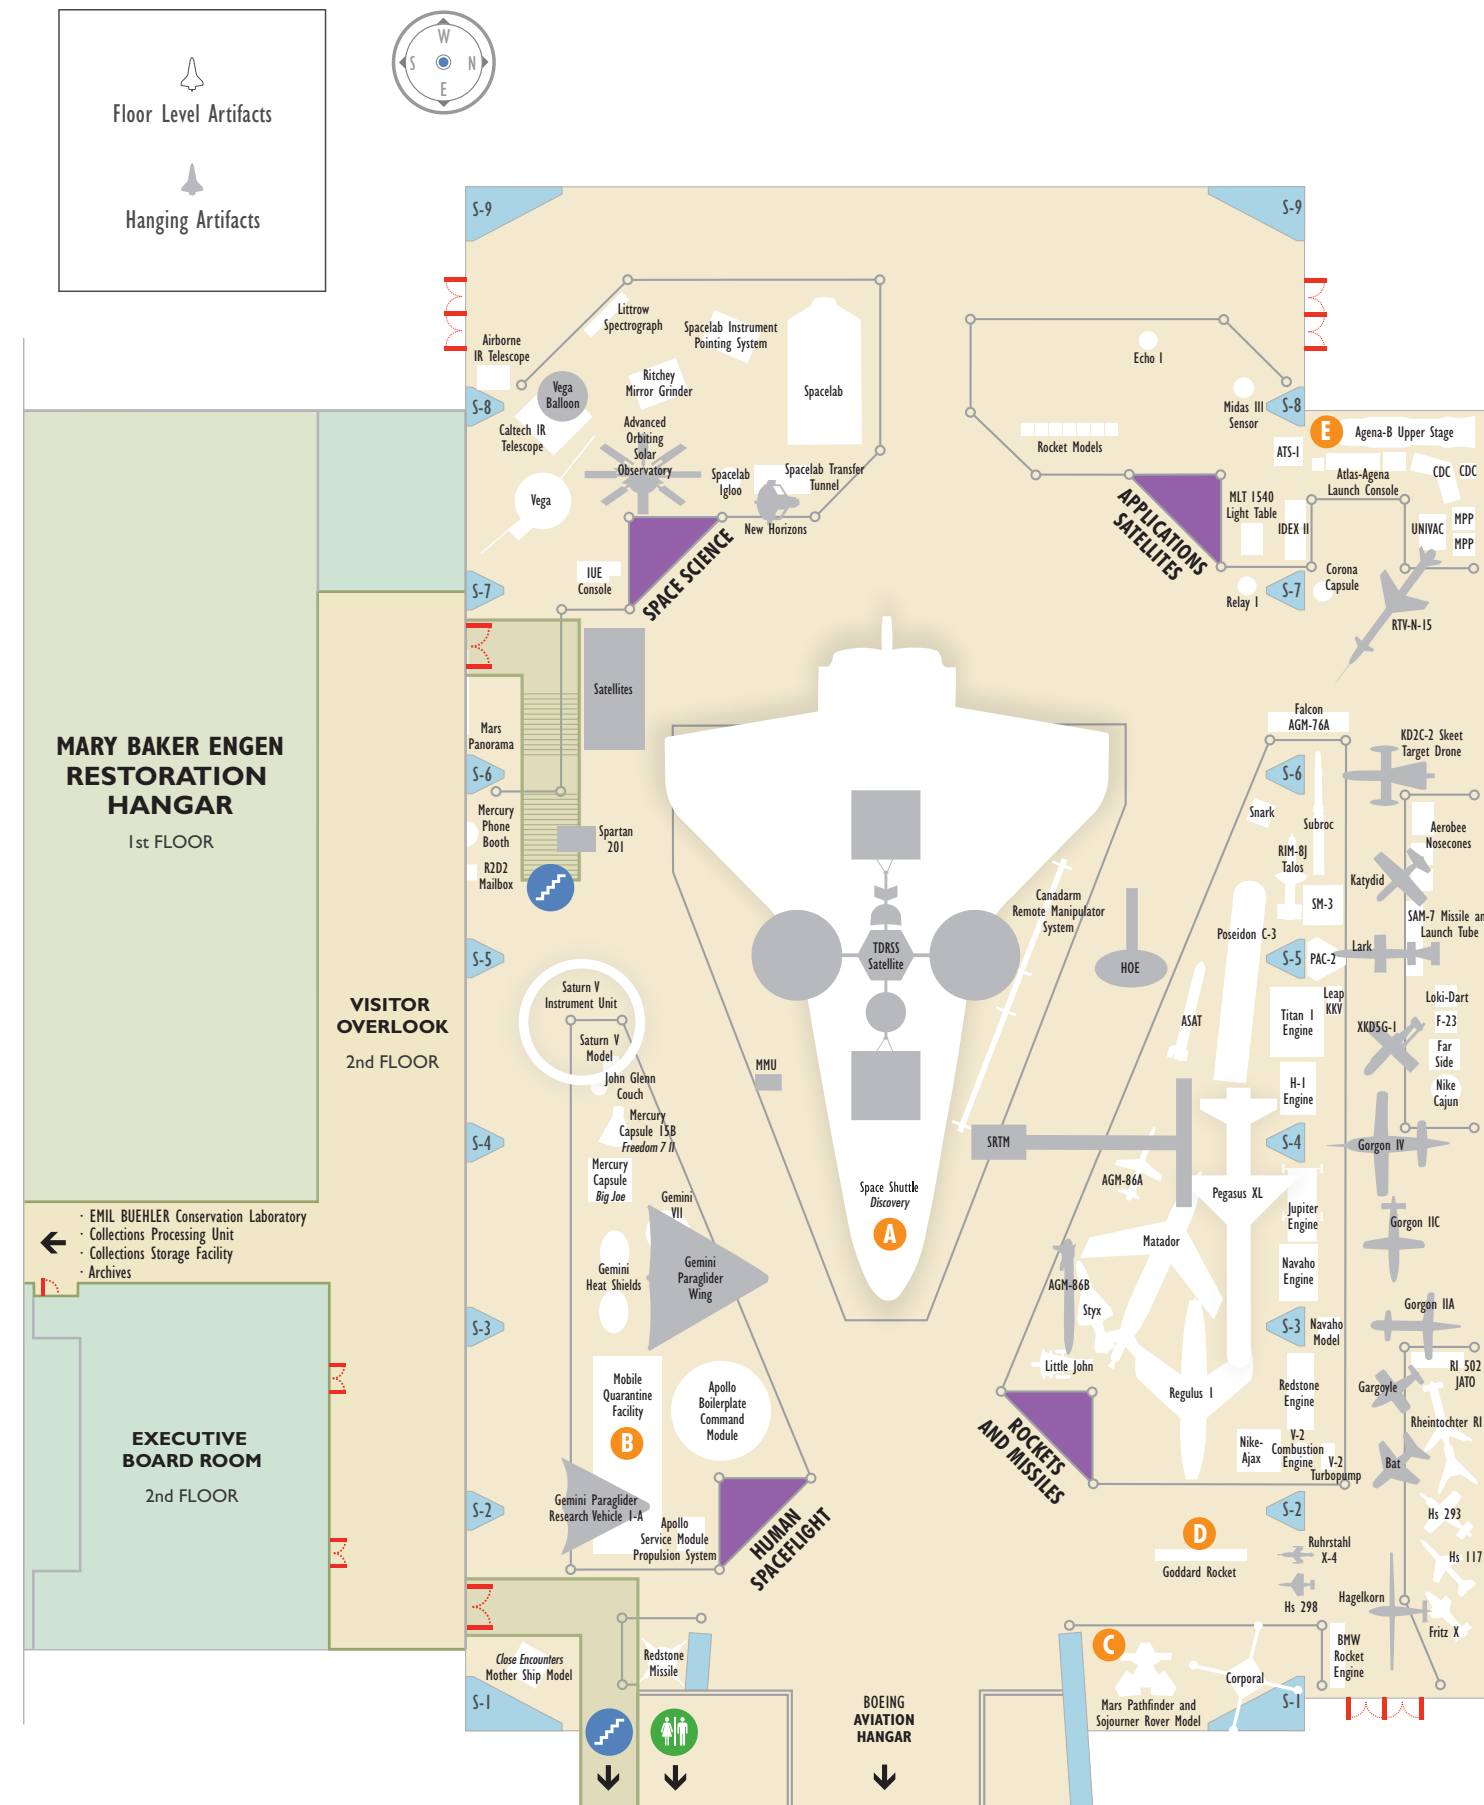 W
S
N
E
Floor Level Artifacts
Hanging Artifacts
S-9
S-9
Littrow
Spectrograph
Spacelab Instrument
Pointing System
Airborne
IR Telescope
Ritchey
Mirror Grinder
Vega
Balloon
Spacelab
Echo 1
S-8
Caltech IR
Telescope
Advanced
Orbiting
Solar
Observatory
Spacelab
Igloo
Spacelab Transfer
Tunnel
Vega
New Horizons
Rocket Models
Midas III
Sensor
S-8
E
Agena-B Upper Stage
ATS-1
Atlas-Agena
Launch Console
CDC
CDC
MLT 1540
Light Table
IDEX II
UNIVAC
MPP
MPP
APPLICATIONS
SATELLITES
SPACE SCIENCE
IUE
Console
S-7
Relay 1
S-7
Corona
Capsule
RTV-N-15
Satellites
Mars
Panorama
S-6
Mercury
Phone
Booth
R2D2
Mailbox
Spartan
201
MARY BAKER ENGEN
RESTORATION
HANGAR
1st FLOOR
Falcon
AGM-76A
KD2C-2 Skeet
Target Drone
S-6
Snark
Subroc
RIM-8J
Talos
Aerobee
Nosecones
Katydid
SM-3
SAM-7 Missile an
Launch Tube
Canadarm
Remote Manipulator
System
Poseidon C-3
TDRSS
Satellite
HOE
S-5
S-5
PAC-2
Lark
Leap
KKV
Titan 1
Engine
Loki-Dart
F-23
Far
Side
Nike
Cajun
XKD5G-1
ASAT
Saturn V
Instrument Unit
Saturn V
Model
John Glenn
Couch
MMU
VISITOR
OVERLOOK
2nd FLOOR
Mercury
Capsule 15B
Freedom 7 II
H-1
Engine
S-4
S-4
Gorgon IV
SRTM
Mercury
Capsule
Big Joe
AGM-86A
Pegasus XL
Space Shuttle
Discovery
A
Gemini
VII
Jupiter
Engine
Gorgon IIC
Matador
· EMIL BUEHLER Conservation Laboratory
· Collections Processing Unit
· Collections Storage Facility
· Archives
Gemini
Heat Shields
Gemini
Paraglider
Wing
Navaho
Engine
AGM-86B
Styx
Gorgon IIA
S-3
S-3
Navaho
Model
Little John
RI 502
JATO
Mobile
Quarantine
Facility
B
Apollo
Boilerplate
Command
Module
Regulus 1
Redstone
Engine
Gargoyle
Rheintochter RI
ROCKETS
AND MISSILES
Nike-
Ajax
V-2
Combustion
Engine
V-2
Turbopump
Bat
EXECUTIVE
BOARD ROOM
2nd FLOOR
Gemini Paraglider
Research Vehicle 1-A
S-2
S-2
Apollo
Service Module
Propulsion System
HUMAN
SPACEFLIGHT
D
Goddard Rocket
Ruhrstahl
X-4
Hs 298
Hs 293
Hs 117
Hagelkorn
Fritz X
Close Encounters
Mother Ship Model
Redstone
Missile
C
BMW
Rocket
Engine
Corporal
Mars Pathfinder and
Sojourner Rover Model
S-1
S-1
BOEING
AVIATION
HANGAR